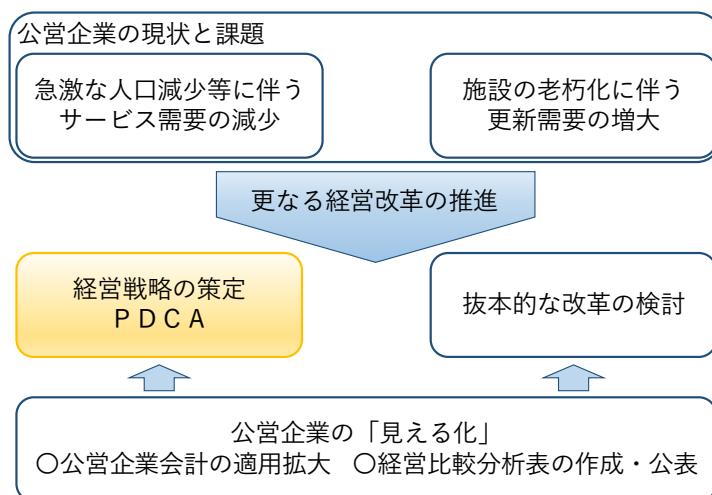 公営企業の現状と課題
急激な人口減少等に伴う
サービス需要の減少
施設の老朽化に伴う
更新需要の増大
更なる経営改革の推進
経営戦略の策定
ＰＤＣＡ
抜本的な改革の検討
公営企業の「見える化」
〇公営企業会計の適用拡大　〇経営比較分析表の作成・公表